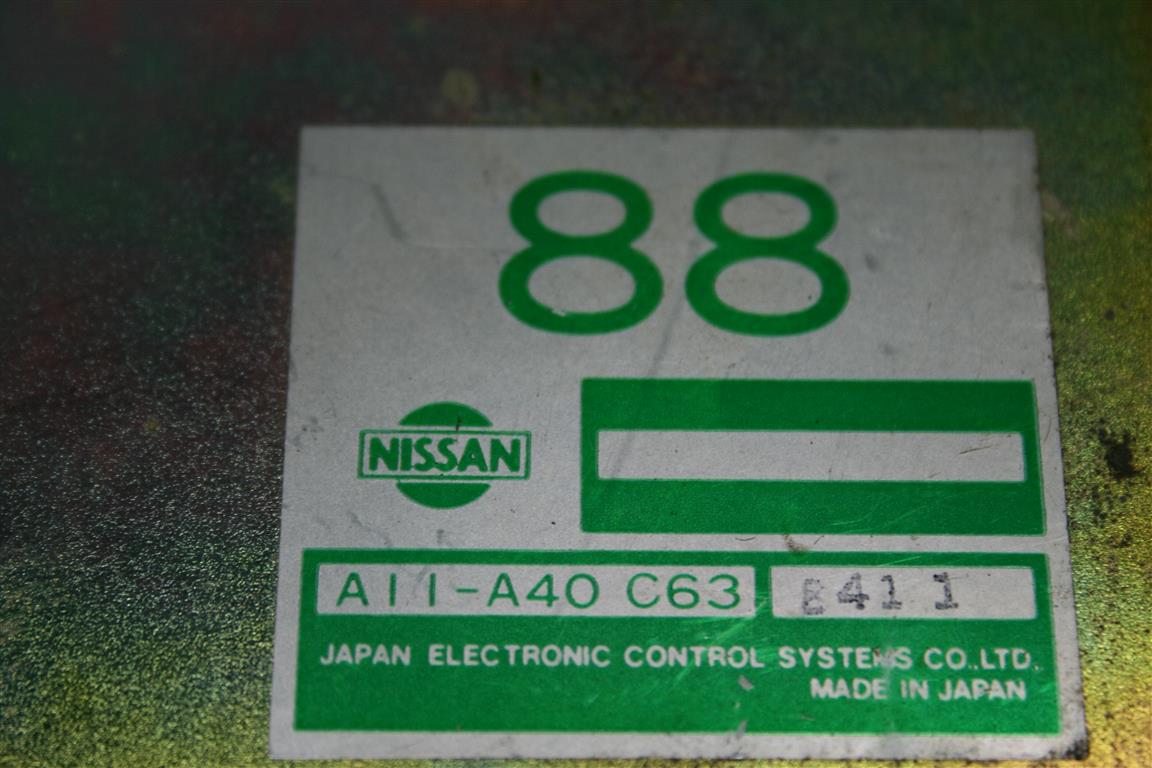 88
NISSAN
A11-A40 C63 8411
JAPAN ELECTRONIC CONTROL SYSTEMS CO.,LTD.
MADE IN JAPAN